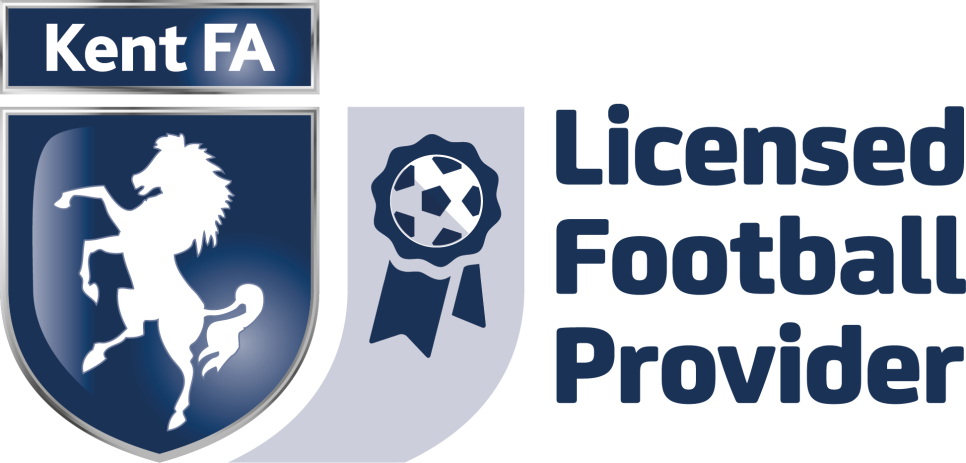 Kent FA
Licensed
Football
Provider